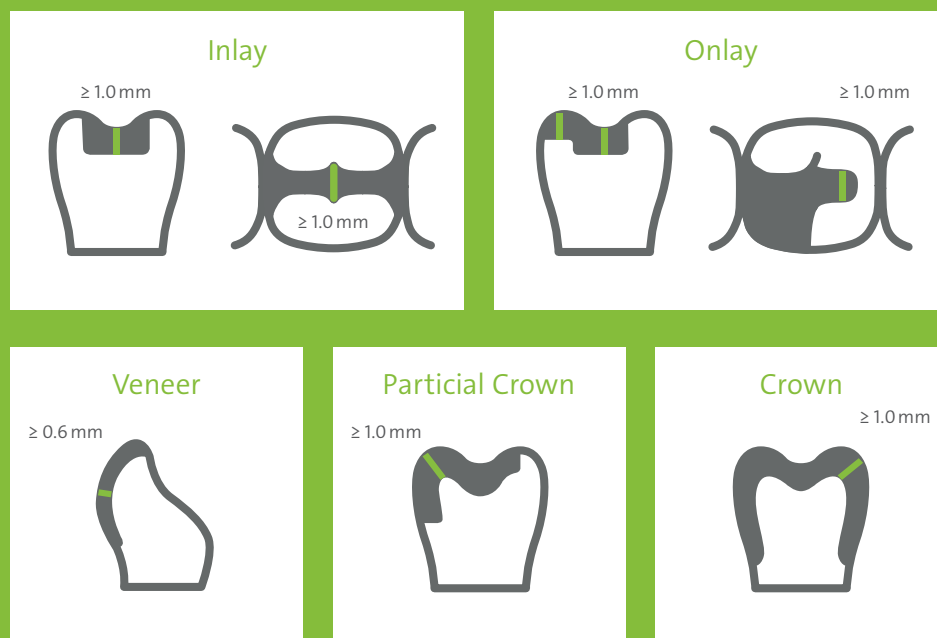 Inlay
≥ 1.0 mm
≥ 1.0 mm
Onlay
≥ 1.0 mm
≥ 1.0 mm
Veneer
≥ 0.6 mm
Particial Crown
≥ 1.0 mm
Crown
≥ 1.0 mm